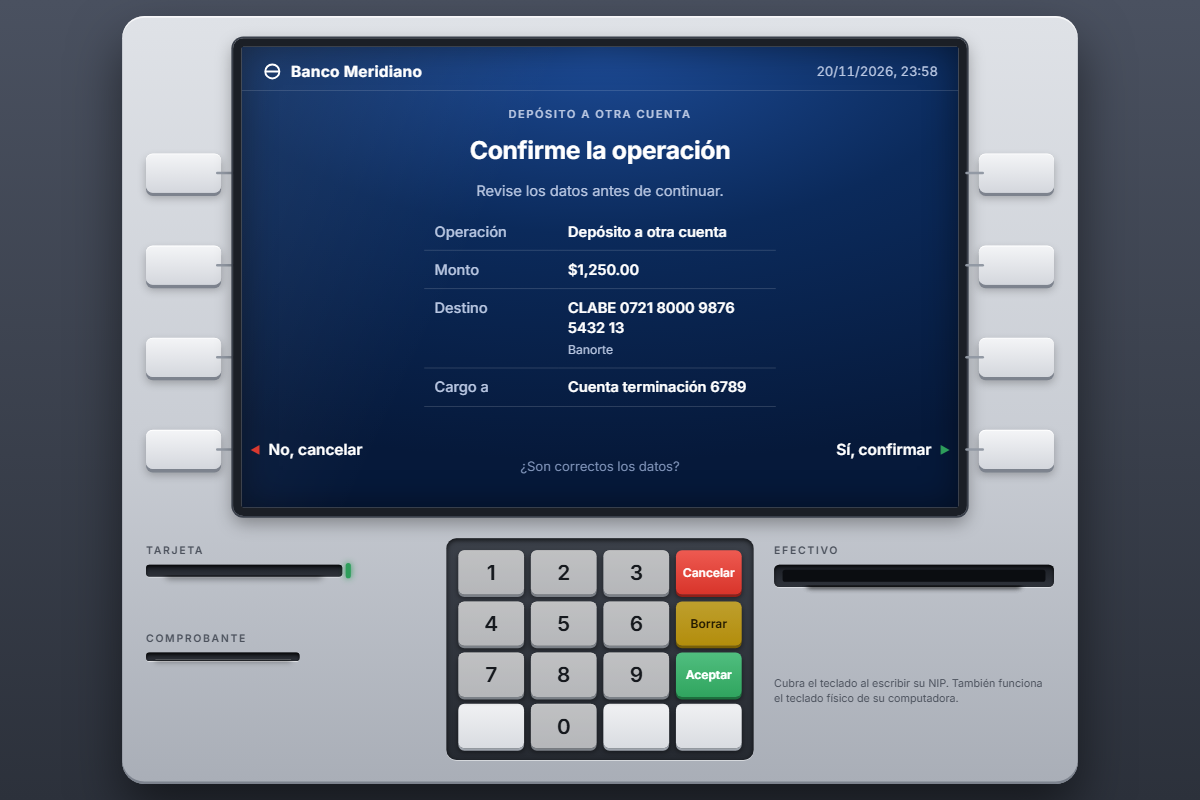 Banco Meridiano
20/11/2026, 23:58
DEPÓSITO A OTRA CUENTA
Confirme la operación
Revise los datos antes de continuar.
Operación Depósito a otra cuenta
Monto $1,250.00
Destino CLABE 0721 8000 9876
5432 13
Banorte
Cargo a Cuenta terminación 6789
No, cancelar
Sí, confirmar
¿Son correctos los datos?
TARJETA
COMPROBANTE
1 2 3 Cancelar
4 5 6 Borrar
7 8 9 Aceptar
0
EFECTIVO
Cubra el teclado al escribir su NIP. También funciona
el teclado físico de su computadora.